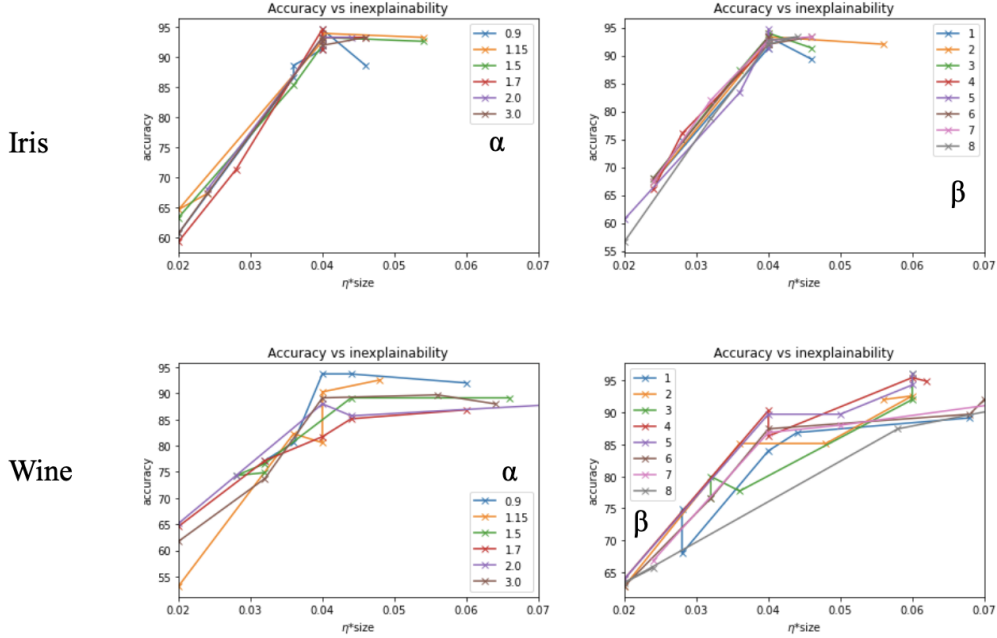 Accuracy vs inexplainability
95
90
85
80
75
70
65
60
accuracy
0.02 0.03 0.04 0.05 0.06 0.07
η*size
0.9
1.15
1.5
1.7
2.0
3.0
α
Iris
Accuracy vs inexplainability
95
90
85
80
75
70
65
60
55
accuracy
0.02 0.03 0.04 0.05 0.06 0.07
η*size
1
2
3
4
5
6
7
8
β
Accuracy vs inexplainability
95
90
85
80
75
70
65
60
55
accuracy
0.02 0.03 0.04 0.05 0.06 0.07
η*size
α
0.9
1.15
1.5
1.7
2.0
3.0
Wine
Accuracy vs inexplainability
95
90
85
80
75
70
65
accuracy
0.02 0.03 0.04 0.05 0.06 0.07
η*size
1
2
3
4
5
6
7
8
β